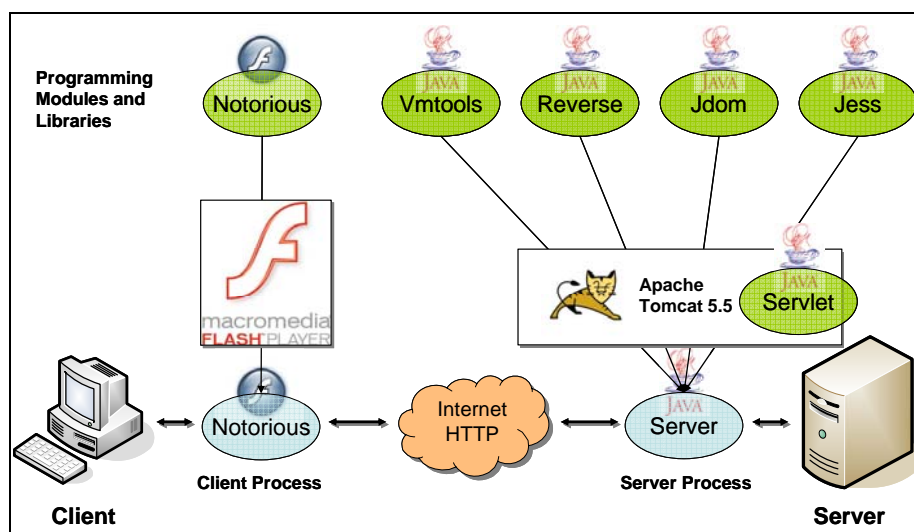 Programming
Modules and
Libraries
Notorious
JAVA
Vmtools
JAVA
Reverse
JAVA
Jdom
JAVA
Jess
macromedia
FLASH PLAYER
Apache
Tomcat 5.5
JAVA
Servlet
Notorious
Internet
HTTP
JAVA
Server
Client Process
Server Process
Client
Server